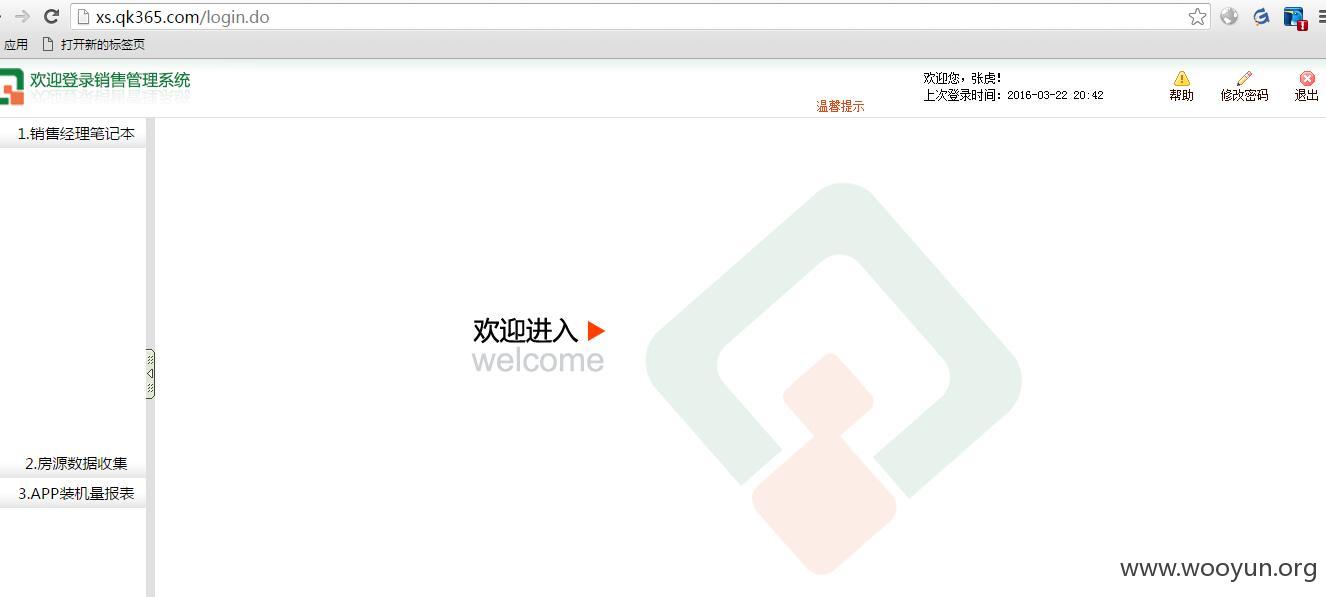 xs.qk365.com/login.do
应用 打开新的标签页
欢迎登录销售管理系统
温馨提示
欢迎您，张虎！
上次登录时间：2016-03-22 20:42
帮助 修改密码 退出
1.销售经理笔记本
欢迎进入
welcome
2.房源数据收集
3.APP装机量报表
www.wooyun.org